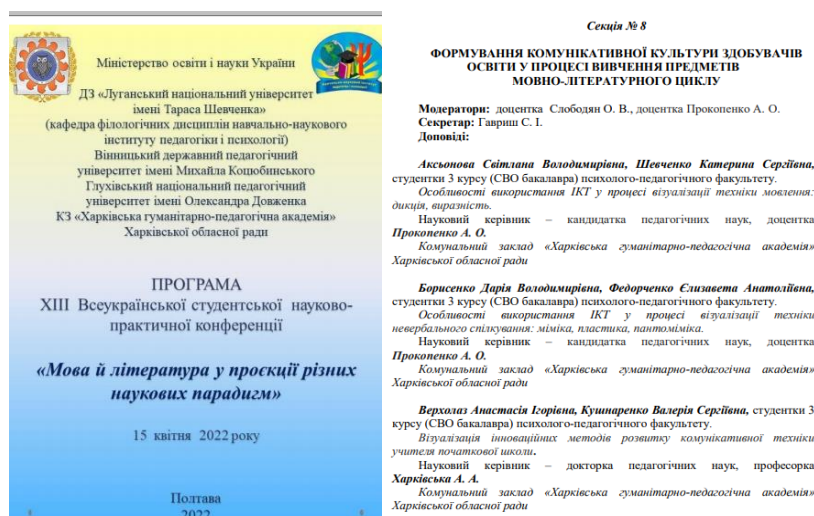 Міністерство освіти і науки України
ДЗ «Луганський національний університет
імені Тараса Шевченка»
(кафедра філологічних дисциплін навчально-наукового
інституту педагогіки і психології)
Вінницький державний педагогічний
університет імені Михайла Коцюбинського
Глухівський національний педагогічний
університет імені Олександра Довженка
КЗ «Харківська гуманітарно-педагогічна академія»
Харківської обласної ради
ПРОГРАМА
XIII Всеукраїнської студентської науково-
практичної конференції
«Мова й література у проєкції різних
наукових парадигм»
15 квітня 2022 року
Полтава
2022
Секція № 8
ФОРМУВАННЯ КОМУНІКАТИВНОЇ КУЛЬТУРИ ЗДОБУВАЧІВ
ОСВІТИ У ПРОЦЕСІ ВИВЧЕННЯ ПРЕДМЕТІВ
МОВНО-ЛІТЕРАТУРНОГО ЦИКЛУ
Модератори: доцентка Слободян О. В., доцентка Прокопенко А. О.
Секретар: Гавриш С. І.
Доповіді:
Аксьонова Світлана Володимирівна, Шевченко Катерина Сергіївна,
студентки 3 курсу (СВО бакалавра) психолого-педагогічного факультету.
Особливості використання ІКТ у процесі візуалізації техніки мовлення:
дикція, виразність.
Науковий керівник – кандидатка педагогічних наук, доцентка
Прокопенко А. О.
Комунальний заклад «Харківська гуманітарно-педагогічна академія»
Харківської обласної ради
Борисенко Дарія Володимирівна, Федорченко Єлизавета Анатоліївна,
студентки 3 курсу (СВО бакалавра) психолого-педагогічного факультету.
Особливості використання ІКТ у процесі візуалізації техніки
невербального спілкування: міміка, пластика, пантоміміка.
Науковий керівник – кандидатка педагогічних наук, доцентка
Прокопенко А. О.
Комунальний заклад «Харківська гуманітарно-педагогічна академія»
Харківської обласної ради
Верхолаз Анастасія Ігорівна, Кушнаренко Валерія Сергіївна, студентки 3
курсу (СВО бакалавра) психолого-педагогічного факультету.
Візуалізація інноваційних методів розвитку комунікативної техніки
учителя початкової школи.
Науковий керівник – докторка педагогічних наук, професорка
Харківська А. А.
Комунальний заклад «Харківська гуманітарно-педагогічна академія»
Харківської обласної ради